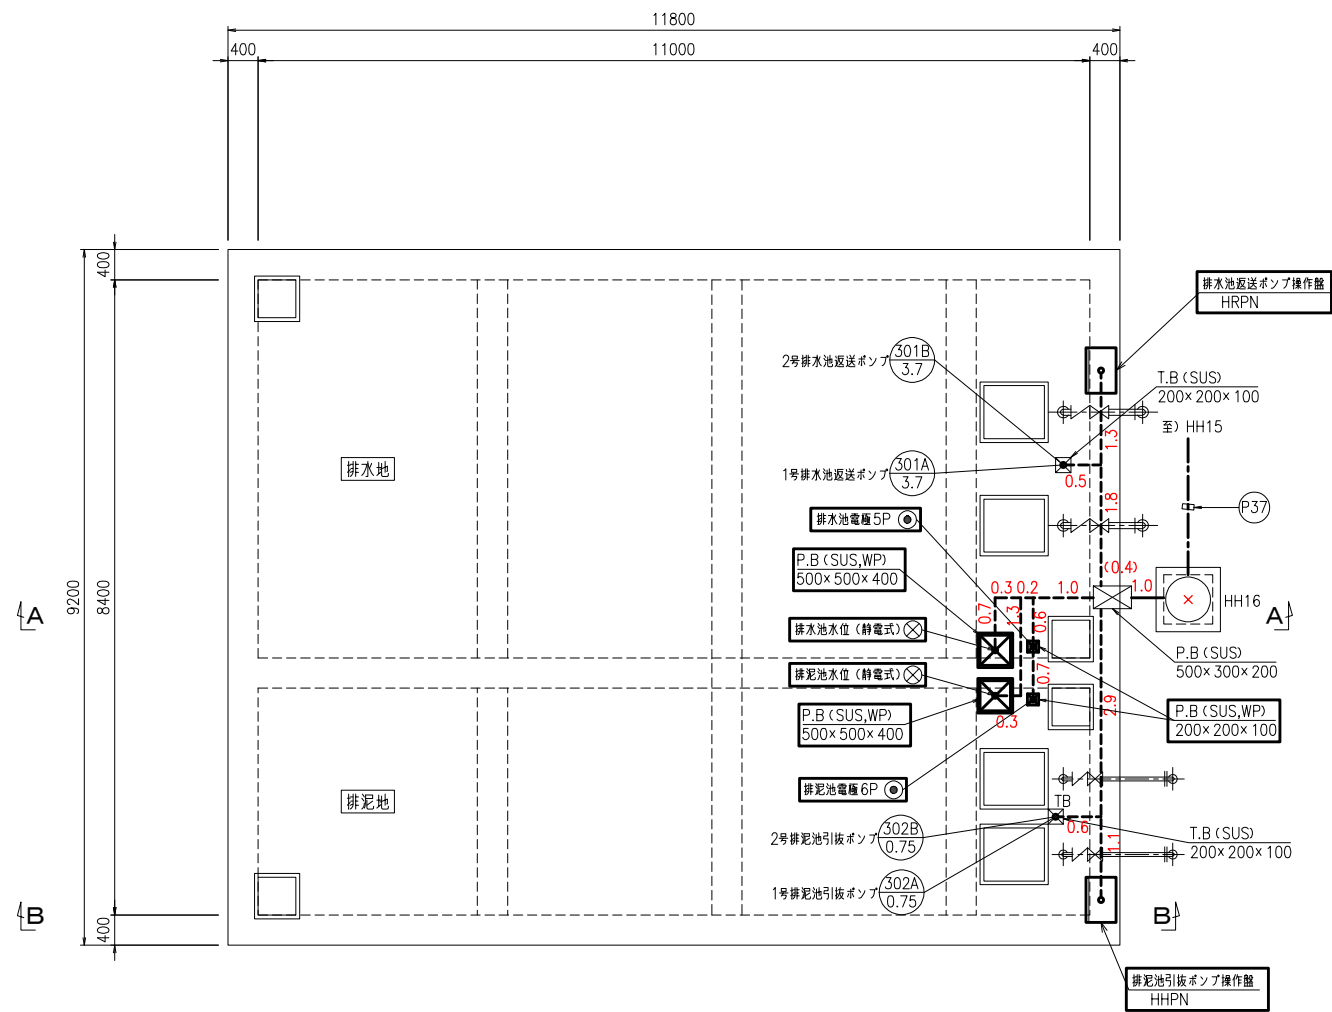 11800
400
11000
400
400
9200
8400
400
排水池返送ポンプ操作盤
HRPN
2号排水池返送ポンプ
301B
3.7
T.B(SUS)
200×200×100
至) HH15
1.3
排水地
1号排水池返送ポンプ
301A
3.7
0.5
1.8
P37
排水池電極5P
P.B(SUS,WP)
500×500×400
(0.4)
0.3
0.2
1.0
1.0
HH16
A
A
0.7
1.3
0.6
排水池水位(静電式)
P.B(SUS)
500×300×200
排泥池水位(静電式)
0.7
2.9
P.B(SUS,WP)
500×500×400
0.3
P.B(SUS,WP)
200×200×100
排泥池電極6P
排泥地
TB
0.6
2号排泥池引抜ポンプ
302B
0.75
1.1
T.B(SUS)
200×200×100
1号排泥池引抜ポンプ
302A
0.75
B
B
排泥池引抜ポンプ操作盤
HHPN